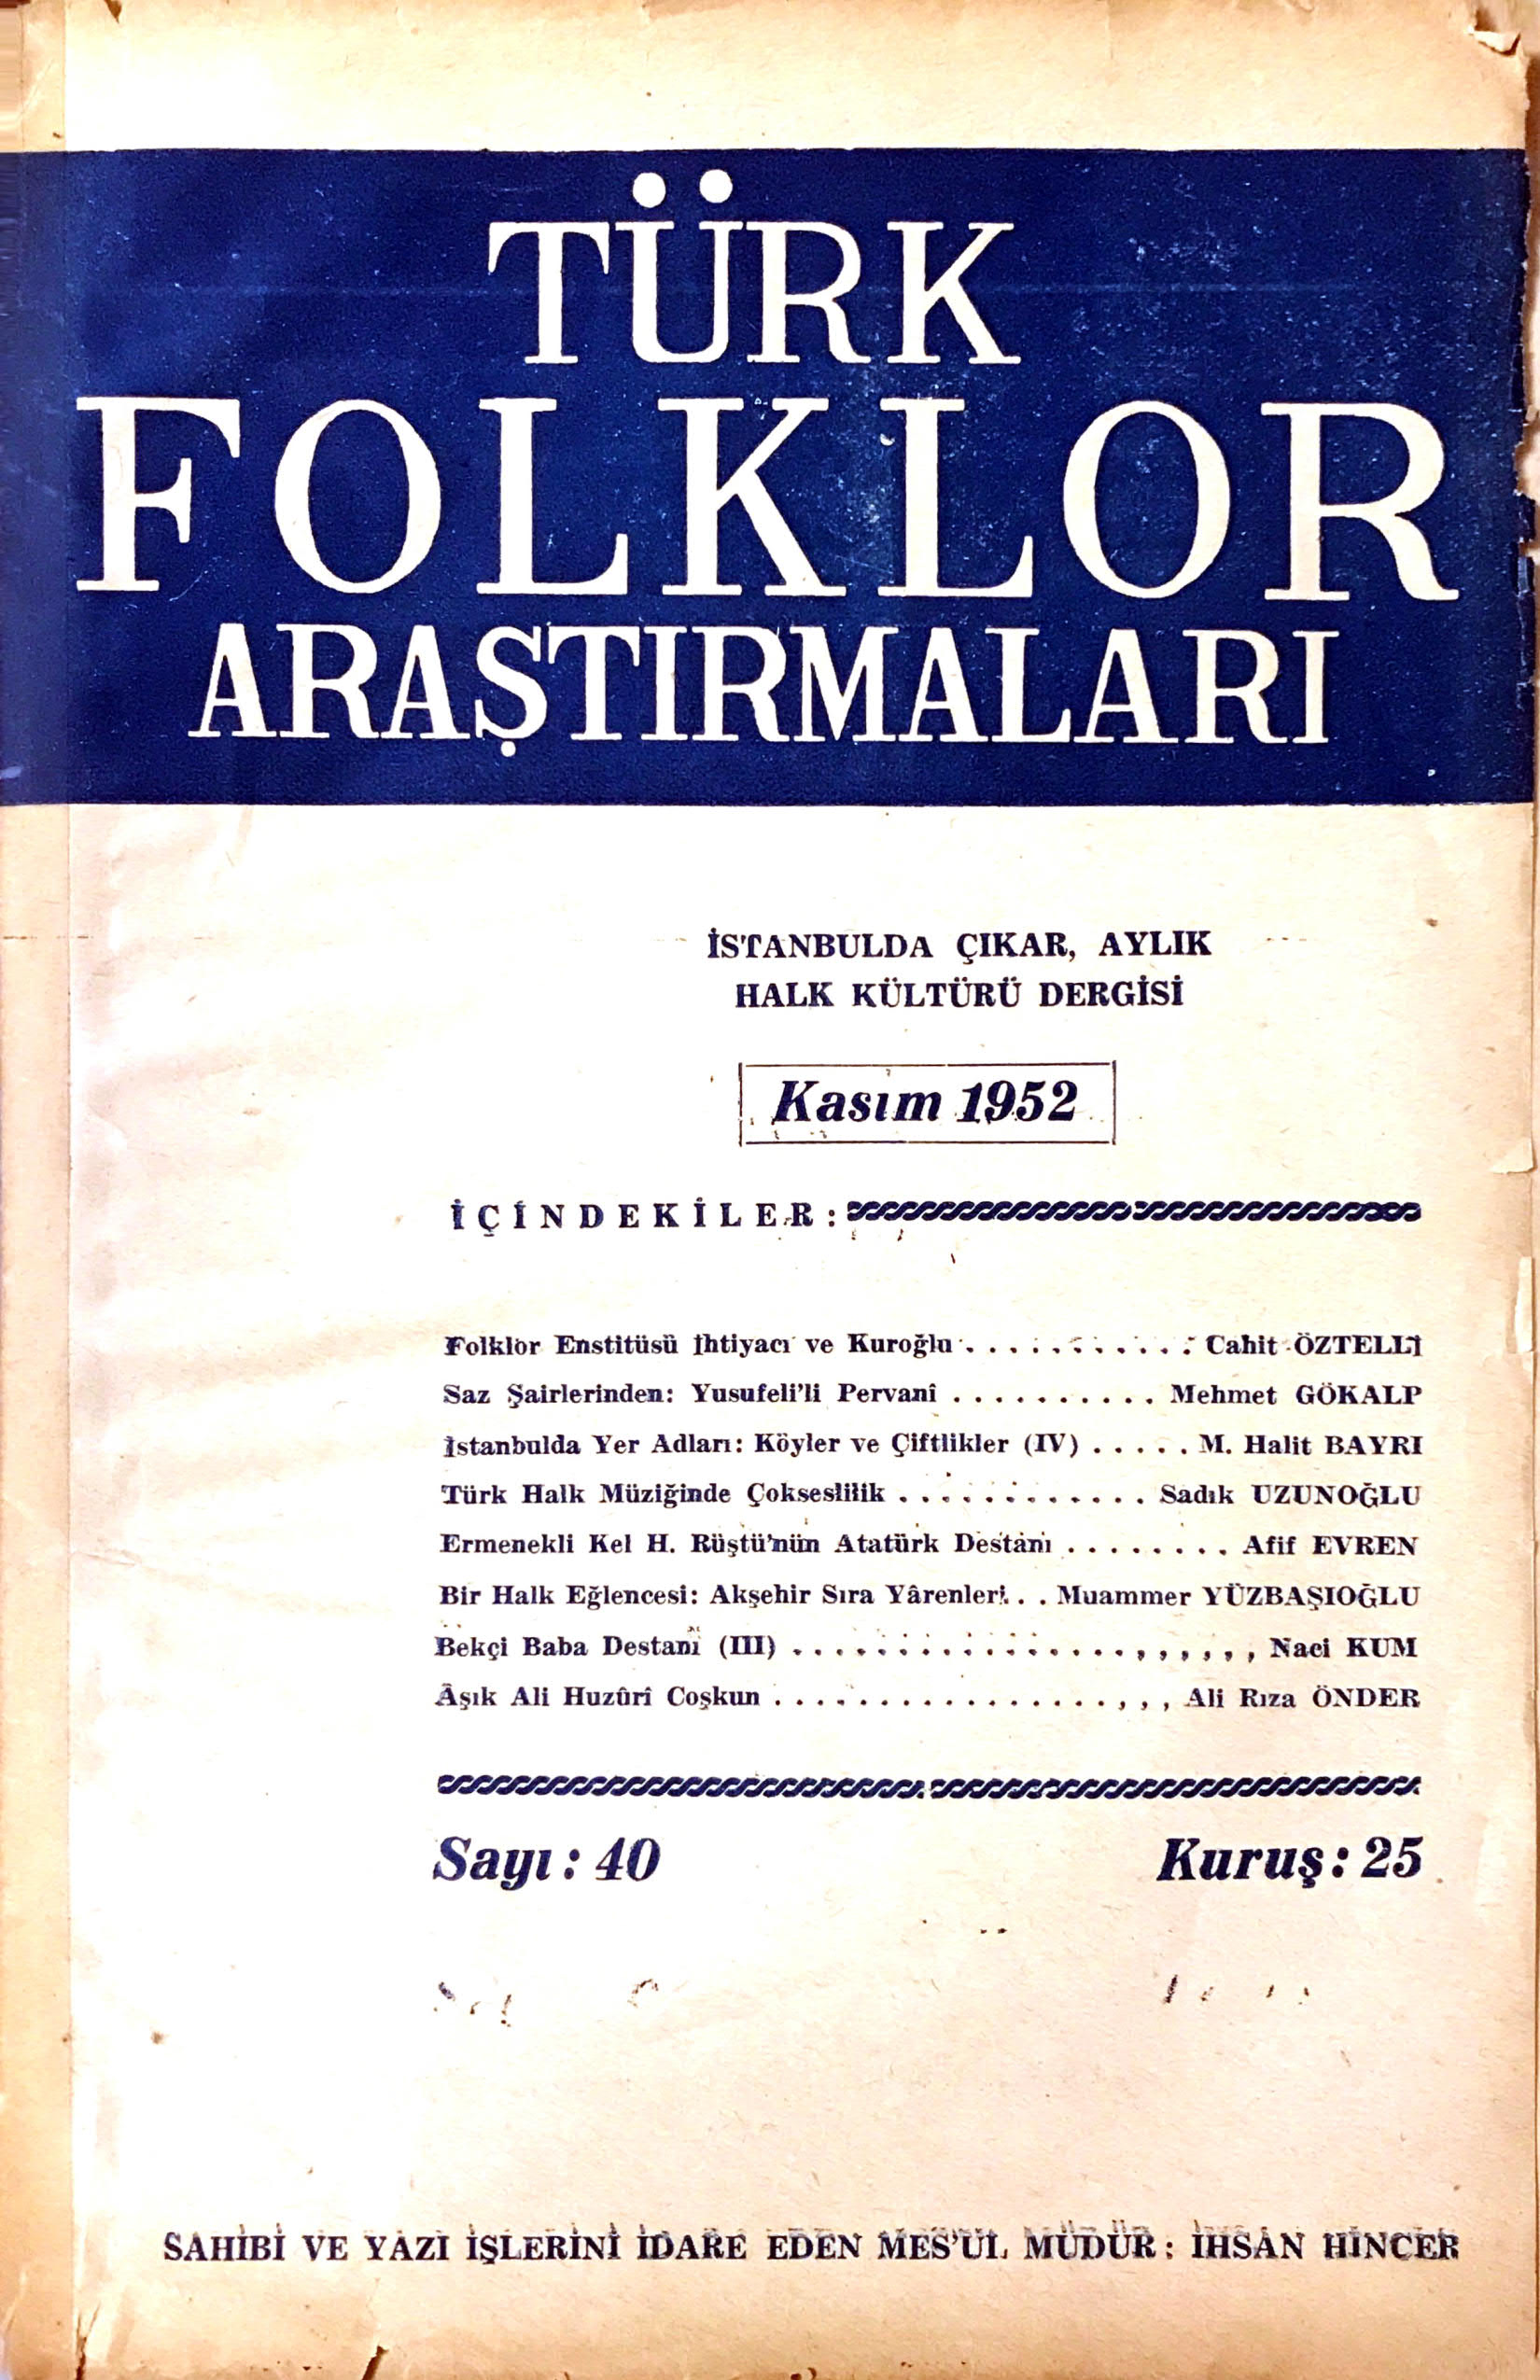 TÜRK
FOLKLOR
ARAŞTIRMALARI
İSTANBULDA ÇIKAR, AYLIK
HALK KÜLTÜRÜ DERGİSİ
Kasım 1952
İÇİNDEKİLER:
Folklor Enstitüsü İhtiyacı ve Kuroğlu . . . . . . . . . . . . Cahit ÖZTELLİ
Saz Şairlerinden: Yusufeli'li Pervanî . . . . . . . . . . Mehmet GÖKALP
İstanbulda Yer Adları: Köyler ve Çiftlikler (IV) . . . . . M. Halit BAYRI
Türk Halk Müziğinde Çokseslilik . . . . . . . . . . . . Sadık UZUNOĞLU
Ermenekli Kel H. Rüştü'nün Atatürk Destanı . . . . . . . . Afif EVREN
Bir Halk Eğlencesi: Akşehir Sıra Yârenleri. . . Muammer YÜZBAŞIOĞLU
Bekçi Baba Destanı (III) . . . . . . . . . . . . . . . . , , , , , , Naci KUM
Âşık Ali Huzûrî Coşkun . . . . . . . . . . . . . . . . . , , , Ali Rıza ÖNDER
Sayı: 40 Kuruş: 25
SAHİBİ VE YAZI İŞLERİNİ İDARE EDEN MES'UL MÜDÜR: İHSAN HİNÇER